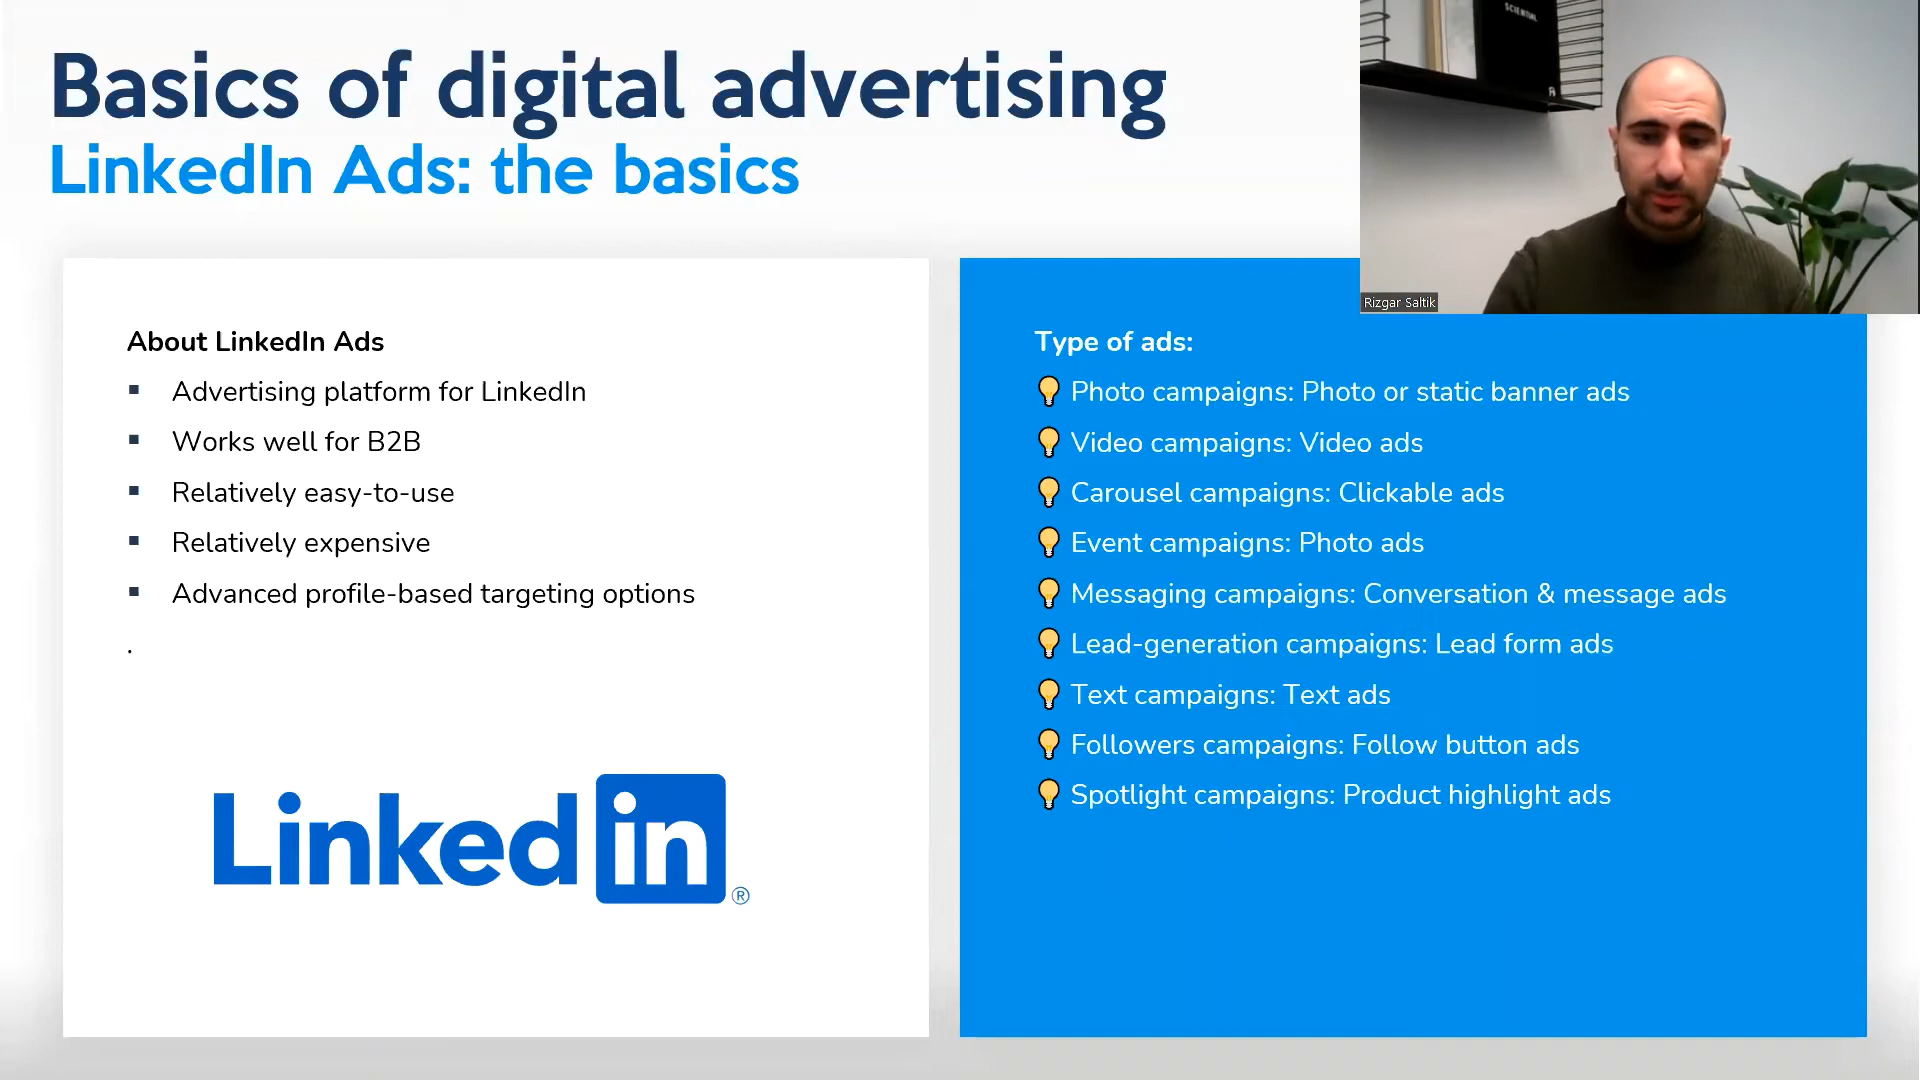 Basics of digital advertising
LinkedIn Ads: the basics
SCIENTIAL
Rizgar Saltik
About LinkedIn Ads
▪ Advertising platform for LinkedIn
▪ Works well for B2B
▪ Relatively easy-to-use
▪ Relatively expensive
▪ Advanced profile-based targeting options
.
Linked in ®
Type of ads:
💡 Photo campaigns: Photo or static banner ads
💡 Video campaigns: Video ads
💡 Carousel campaigns: Clickable ads
💡 Event campaigns: Photo ads
💡 Messaging campaigns: Conversation & message ads
💡 Lead-generation campaigns: Lead form ads
💡 Text campaigns: Text ads
💡 Followers campaigns: Follow button ads
💡 Spotlight campaigns: Product highlight ads